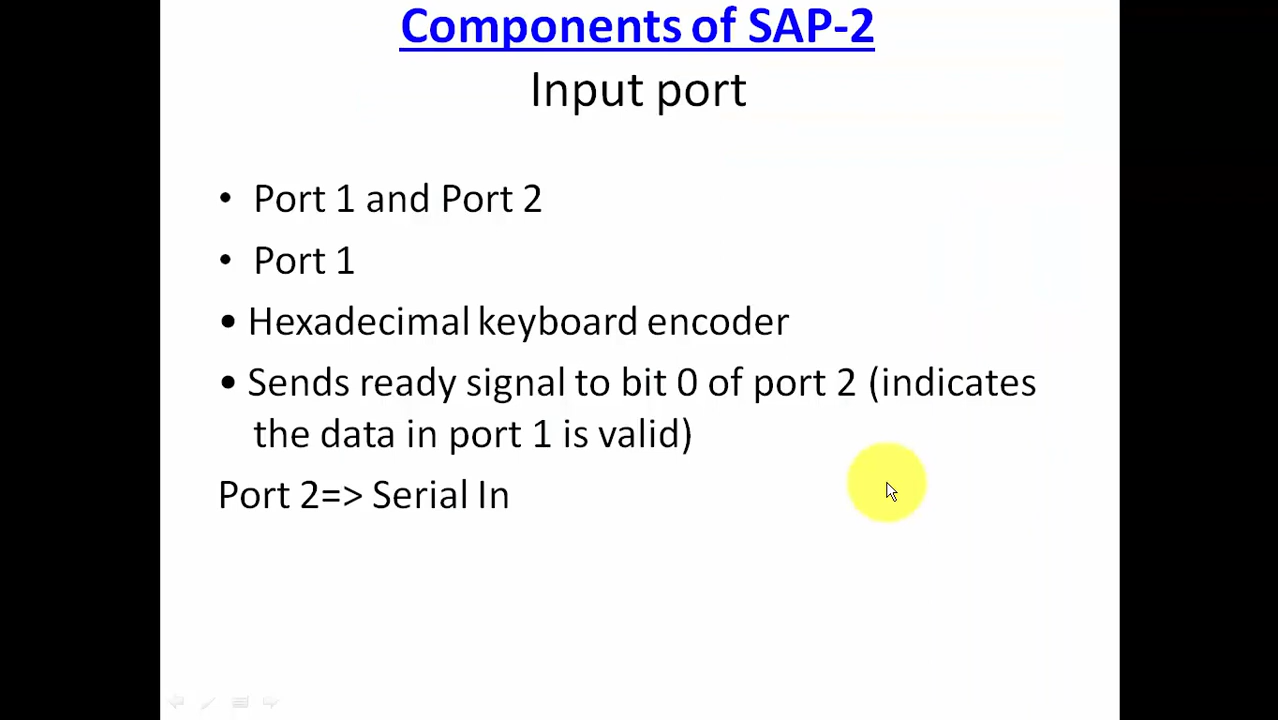 Components of SAP-2
Input port
• Port 1 and Port 2
• Port 1
• Hexadecimal keyboard encoder
• Sends ready signal to bit 0 of port 2 (indicates
the data in port 1 is valid)
Port 2=> Serial In